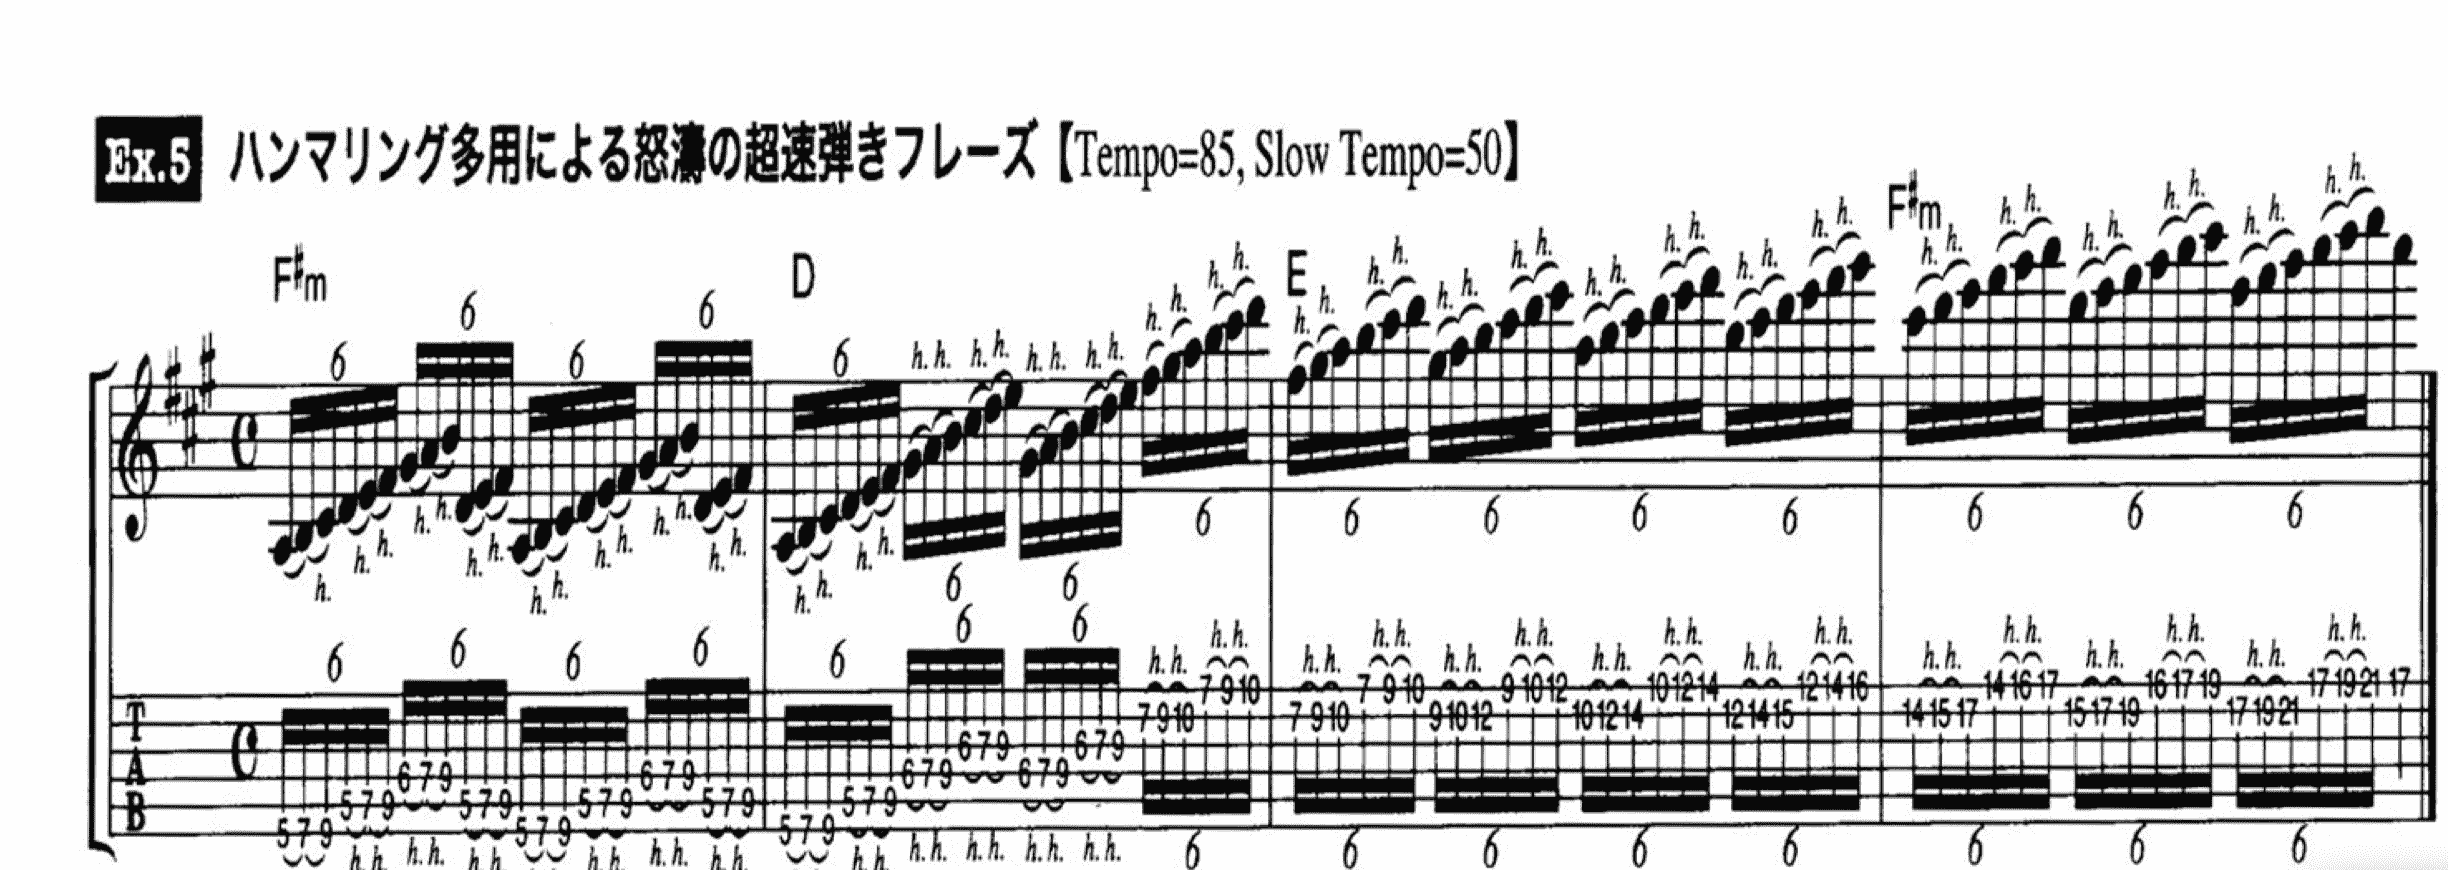 Ex.5 ハンマリング多用による怒濤の超速弾きフレーズ【Tempo=85, Slow Tempo=50】
F#m D E F#m
6 6 6 6 6
h. h. h. h. h. h. h. h. h. h. h. h. h. h. h. h. h. h. h. h. h. h. h. h. h. h. h. h. h. h. h. h. h. h. h. h.
h. h. h. h. h. h. h. h. h. h. h. h. h. h. h. h. h. h. h.
6 6 6 6 6 6 6 6 6 6
6 6 6 6 6 6 6
h. h. h. h. h. h. h. h. h. h. h. h. h. h. h. h. h. h. h. h. h. h. h. h. h. h. h. h. h. h. h. h.
7 9 10 7 9 10 9 10 12 10 12 14 12 14 16 14 16 17 16 17 19 17 19 21 17
T 7 9 10 7 9 10 9 10 12 10 12 14 12 14 15 14 15 17 15 17 19 17 19 21
6 7 9 6 7 9
A 6 7 9 6 7 9 6 7 9 6 7 9
B 5 7 9 5 7 9 5 7 9 5 7 9 5 7 9
5 7 9 5 7 9 5 7 9
h. h. h. h. h. h. h. h. h. h. h. h. h. h. h. h. h. h. h. h. h. h.
6 6 6 6 6 6 6 6